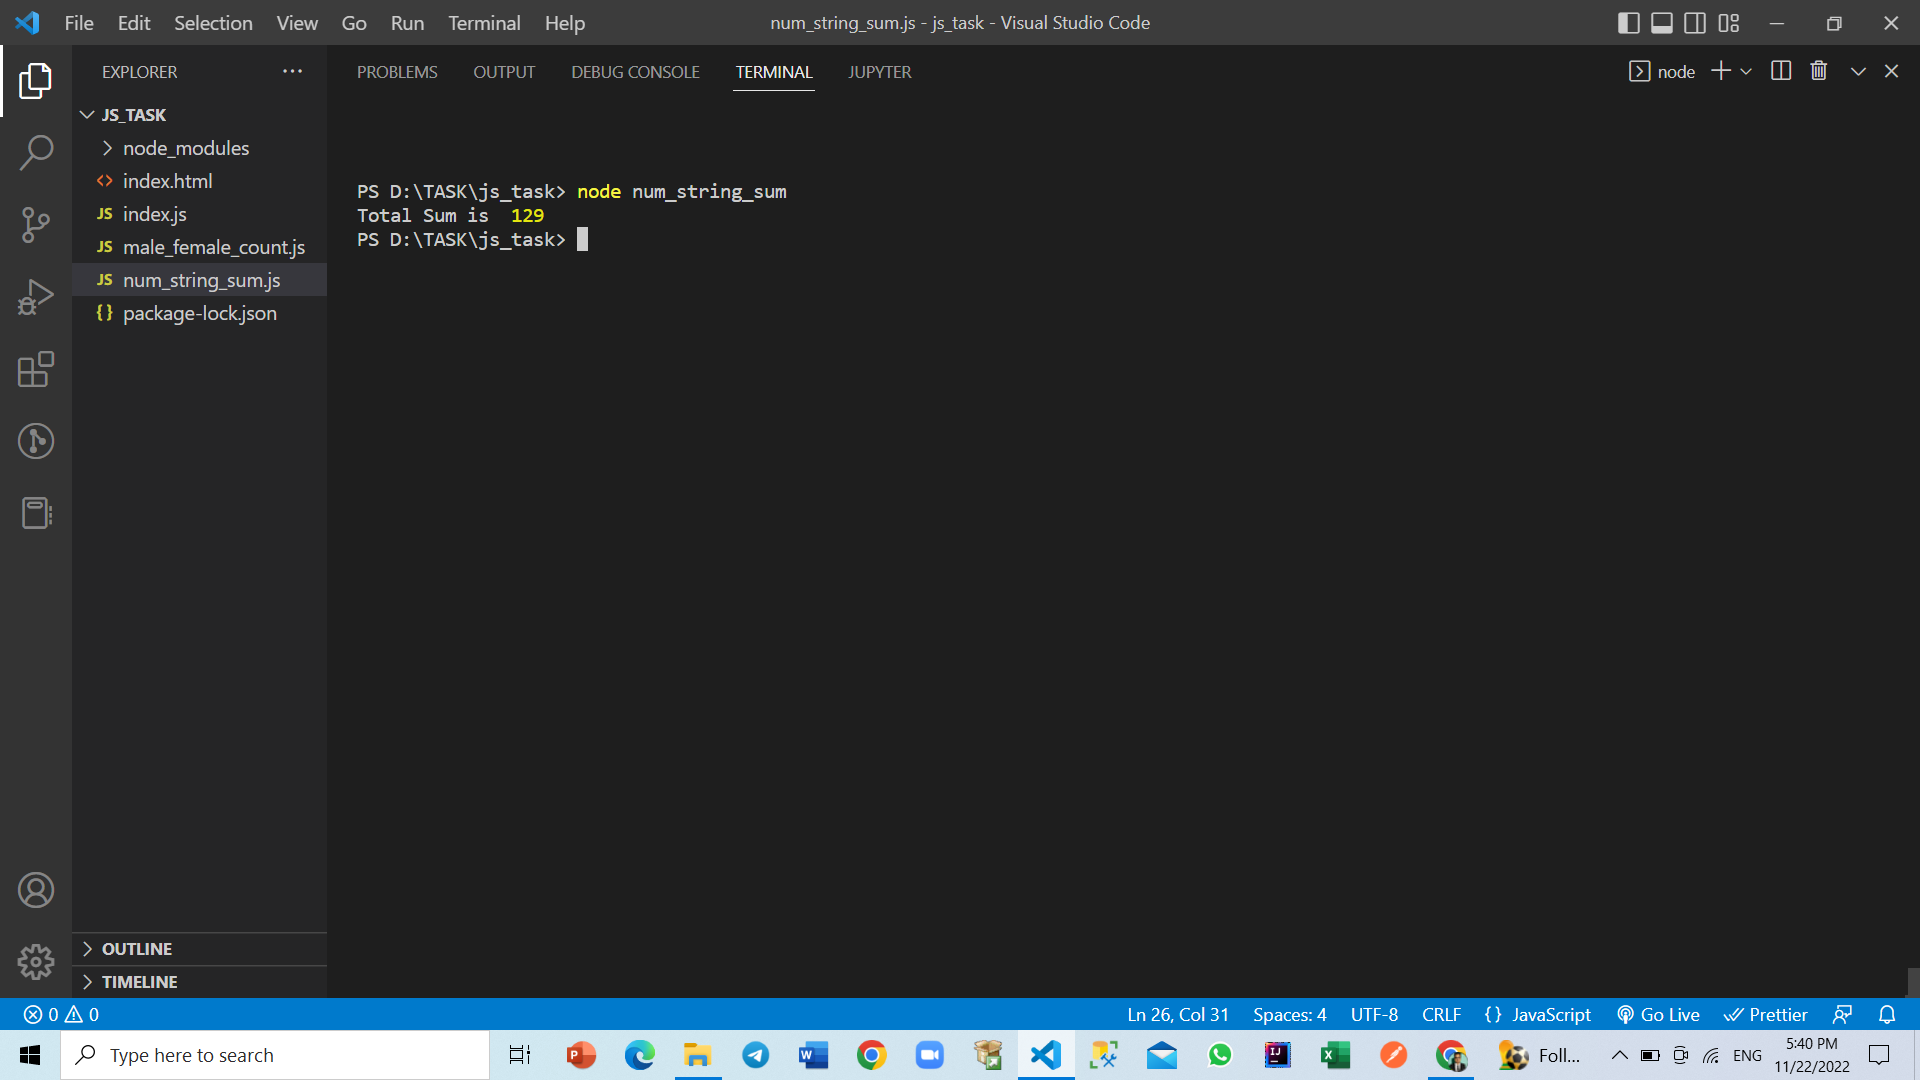 File Edit Selection View Go Run Terminal Help num_string_sum.js - js_task - Visual Studio Code
EXPLORER
PROBLEMS OUTPUT DEBUG CONSOLE TERMINAL JUPYTER node
JS_TASK
node_modules
<> index.html
JS index.js
JS male_female_count.js
JS num_string_sum.js
{} package-lock.json
PS D:\TASK\js_task> node num_string_sum
Total Sum is  129
PS D:\TASK\js_task>
OUTLINE
TIMELINE
0 0 Ln 26, Col 31 Spaces: 4 UTF-8 CRLF {} JavaScript Go Live Prettier
Type here to search Foll... ENG
5:40 PM
11/22/2022